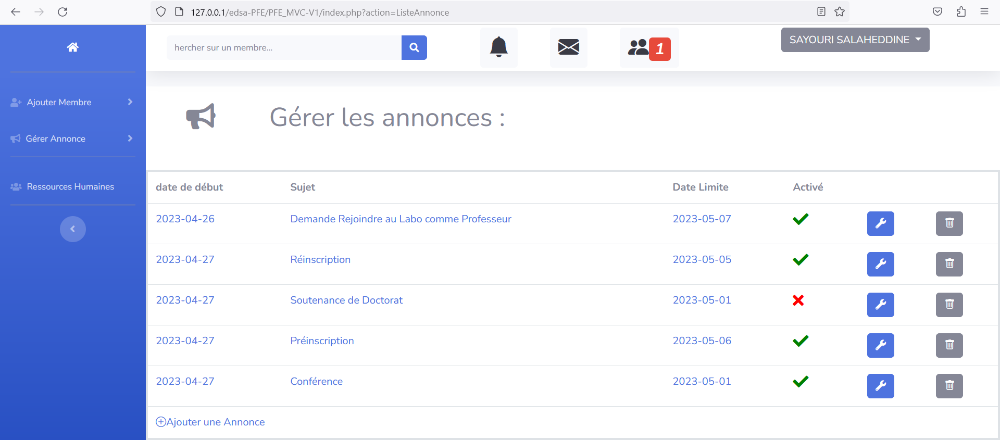 127.0.0.1/edsa-PFE/PFE_MVC-V1/index.php?action=ListeAnnonce
hercher sur un membre...
1
SAYOURI SALAHEDDINE
Ajouter Membre
Gérer Annonce
Ressources Humaines
Gérer les annonces :
date de début Sujet Date Limite Activé
2023-04-26 Demande Rejoindre au Labo comme Professeur 2023-05-07
2023-04-27 Réinscription 2023-05-05
2023-04-27 Soutenance de Doctorat 2023-05-01
2023-04-27 Préinscription 2023-05-06
2023-04-27 Conférence 2023-05-01
Ajouter une Annonce